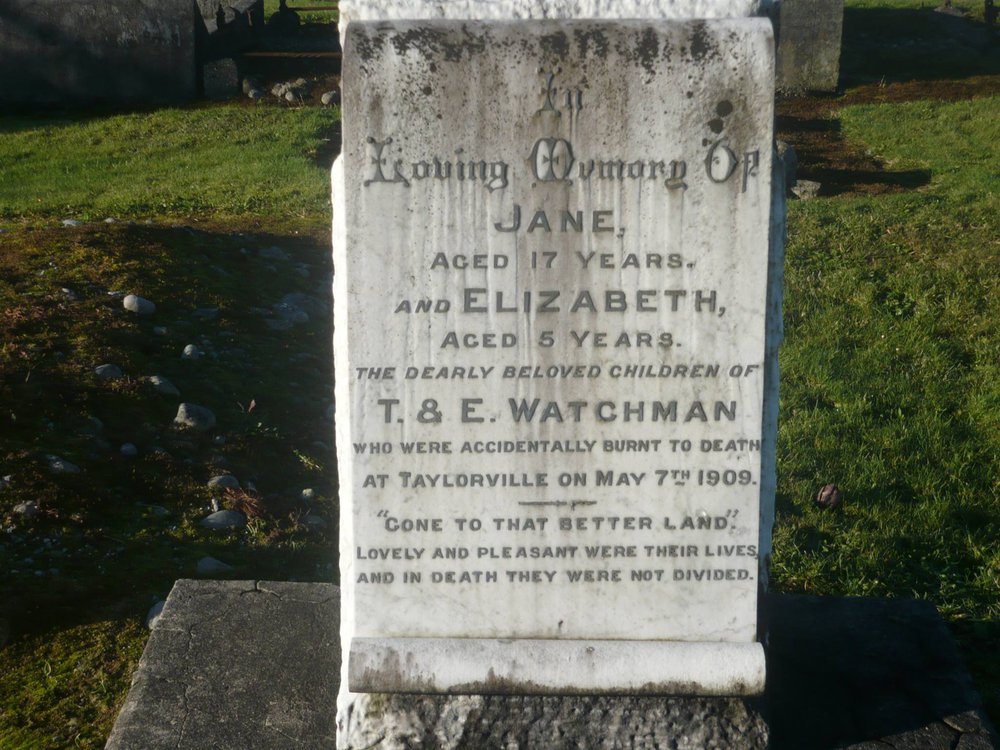 In
Loving Memory Of
JANE,
AGED 17 YEARS.
AND ELIZABETH,
AGED 5 YEARS.
THE DEARLY BELOVED CHILDREN OF
T. & E. WATCHMAN
WHO WERE ACCIDENTALLY BURNT TO DEATH
AT TAYLORVILLE ON MAY 7TH 1909.
"GONE TO THAT BETTER LAND".
LOVELY AND PLEASANT WERE THEIR LIVES
AND IN DEATH THEY WERE NOT DIVIDED.